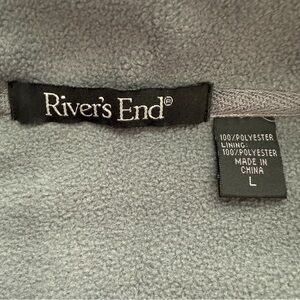 River's End®
100%POLYESTER
LINING:
100%POLYESTER
MADE IN
CHINA
L